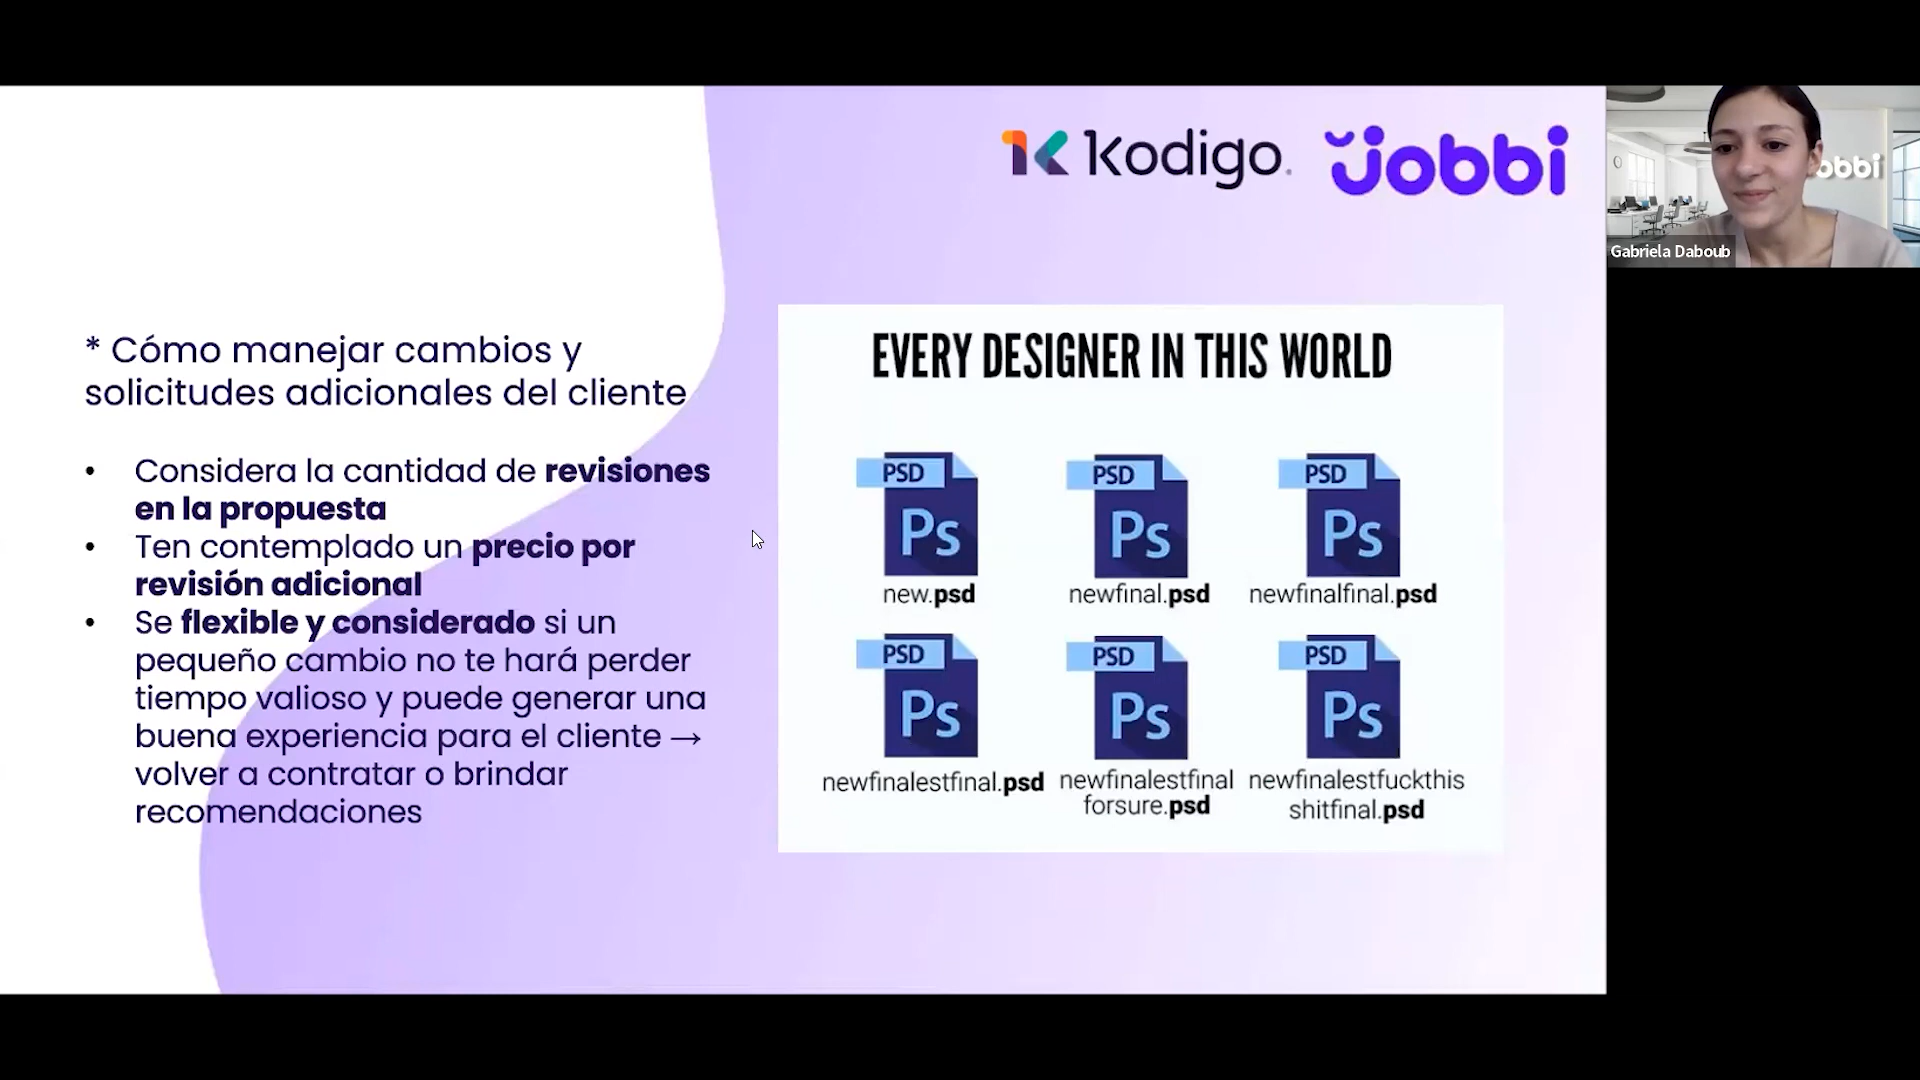 Kodigo.
jobbi
obbi
Gabriela Daboub
* Cómo manejar cambios y
solicitudes adicionales del cliente
• Considera la cantidad de revisiones
en la propuesta
• Ten contemplado un precio por
revisión adicional
• Se flexible y considerado si un
pequeño cambio no te hará perder
tiempo valioso y puede generar una
buena experiencia para el cliente →
volver a contratar o brindar
recomendaciones
EVERY DESIGNER IN THIS WORLD
PSD PSD PSD
Ps Ps Ps
new.psd newfinal.psd newfinalfinal.psd
PSD PSD PSD
Ps Ps Ps
newfinalestfinal.psd newfinalestfinal newfinalestfuckthis
forsure.psd shitfinal.psd